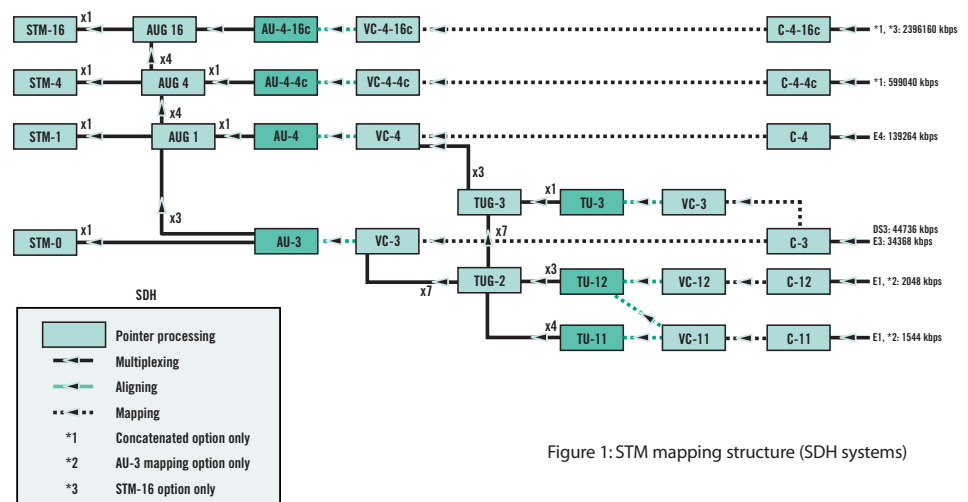 x1
STM-16
AUG 16
AU-4-16c
VC-4-16c
C-4-16c
*1, *3: 2396160 kbps
x4
x1
STM-4
AUG 4
x1
AU-4-4c
VC-4-4c
C-4-4c
*1: 599040 kbps
x4
x1
STM-1
AUG 1
x1
AU-4
VC-4
C-4
E4: 139264 kbps
x3
TUG-3
x1
TU-3
VC-3
x3
x1
STM-0
AU-3
VC-3
x7
C-3
DS3: 44736 kbps
E3: 34368 kbps
x7
TUG-2
x3
TU-12
VC-12
C-12
E1, *2: 2048 kbps
x4
TU-11
VC-11
C-11
E1, *2: 1544 kbps
SDH
Pointer processing
Multiplexing
Aligning
Mapping
*1 Concatenated option only
*2 AU-3 mapping option only
*3 STM-16 option only
Figure 1: STM mapping structure (SDH systems)